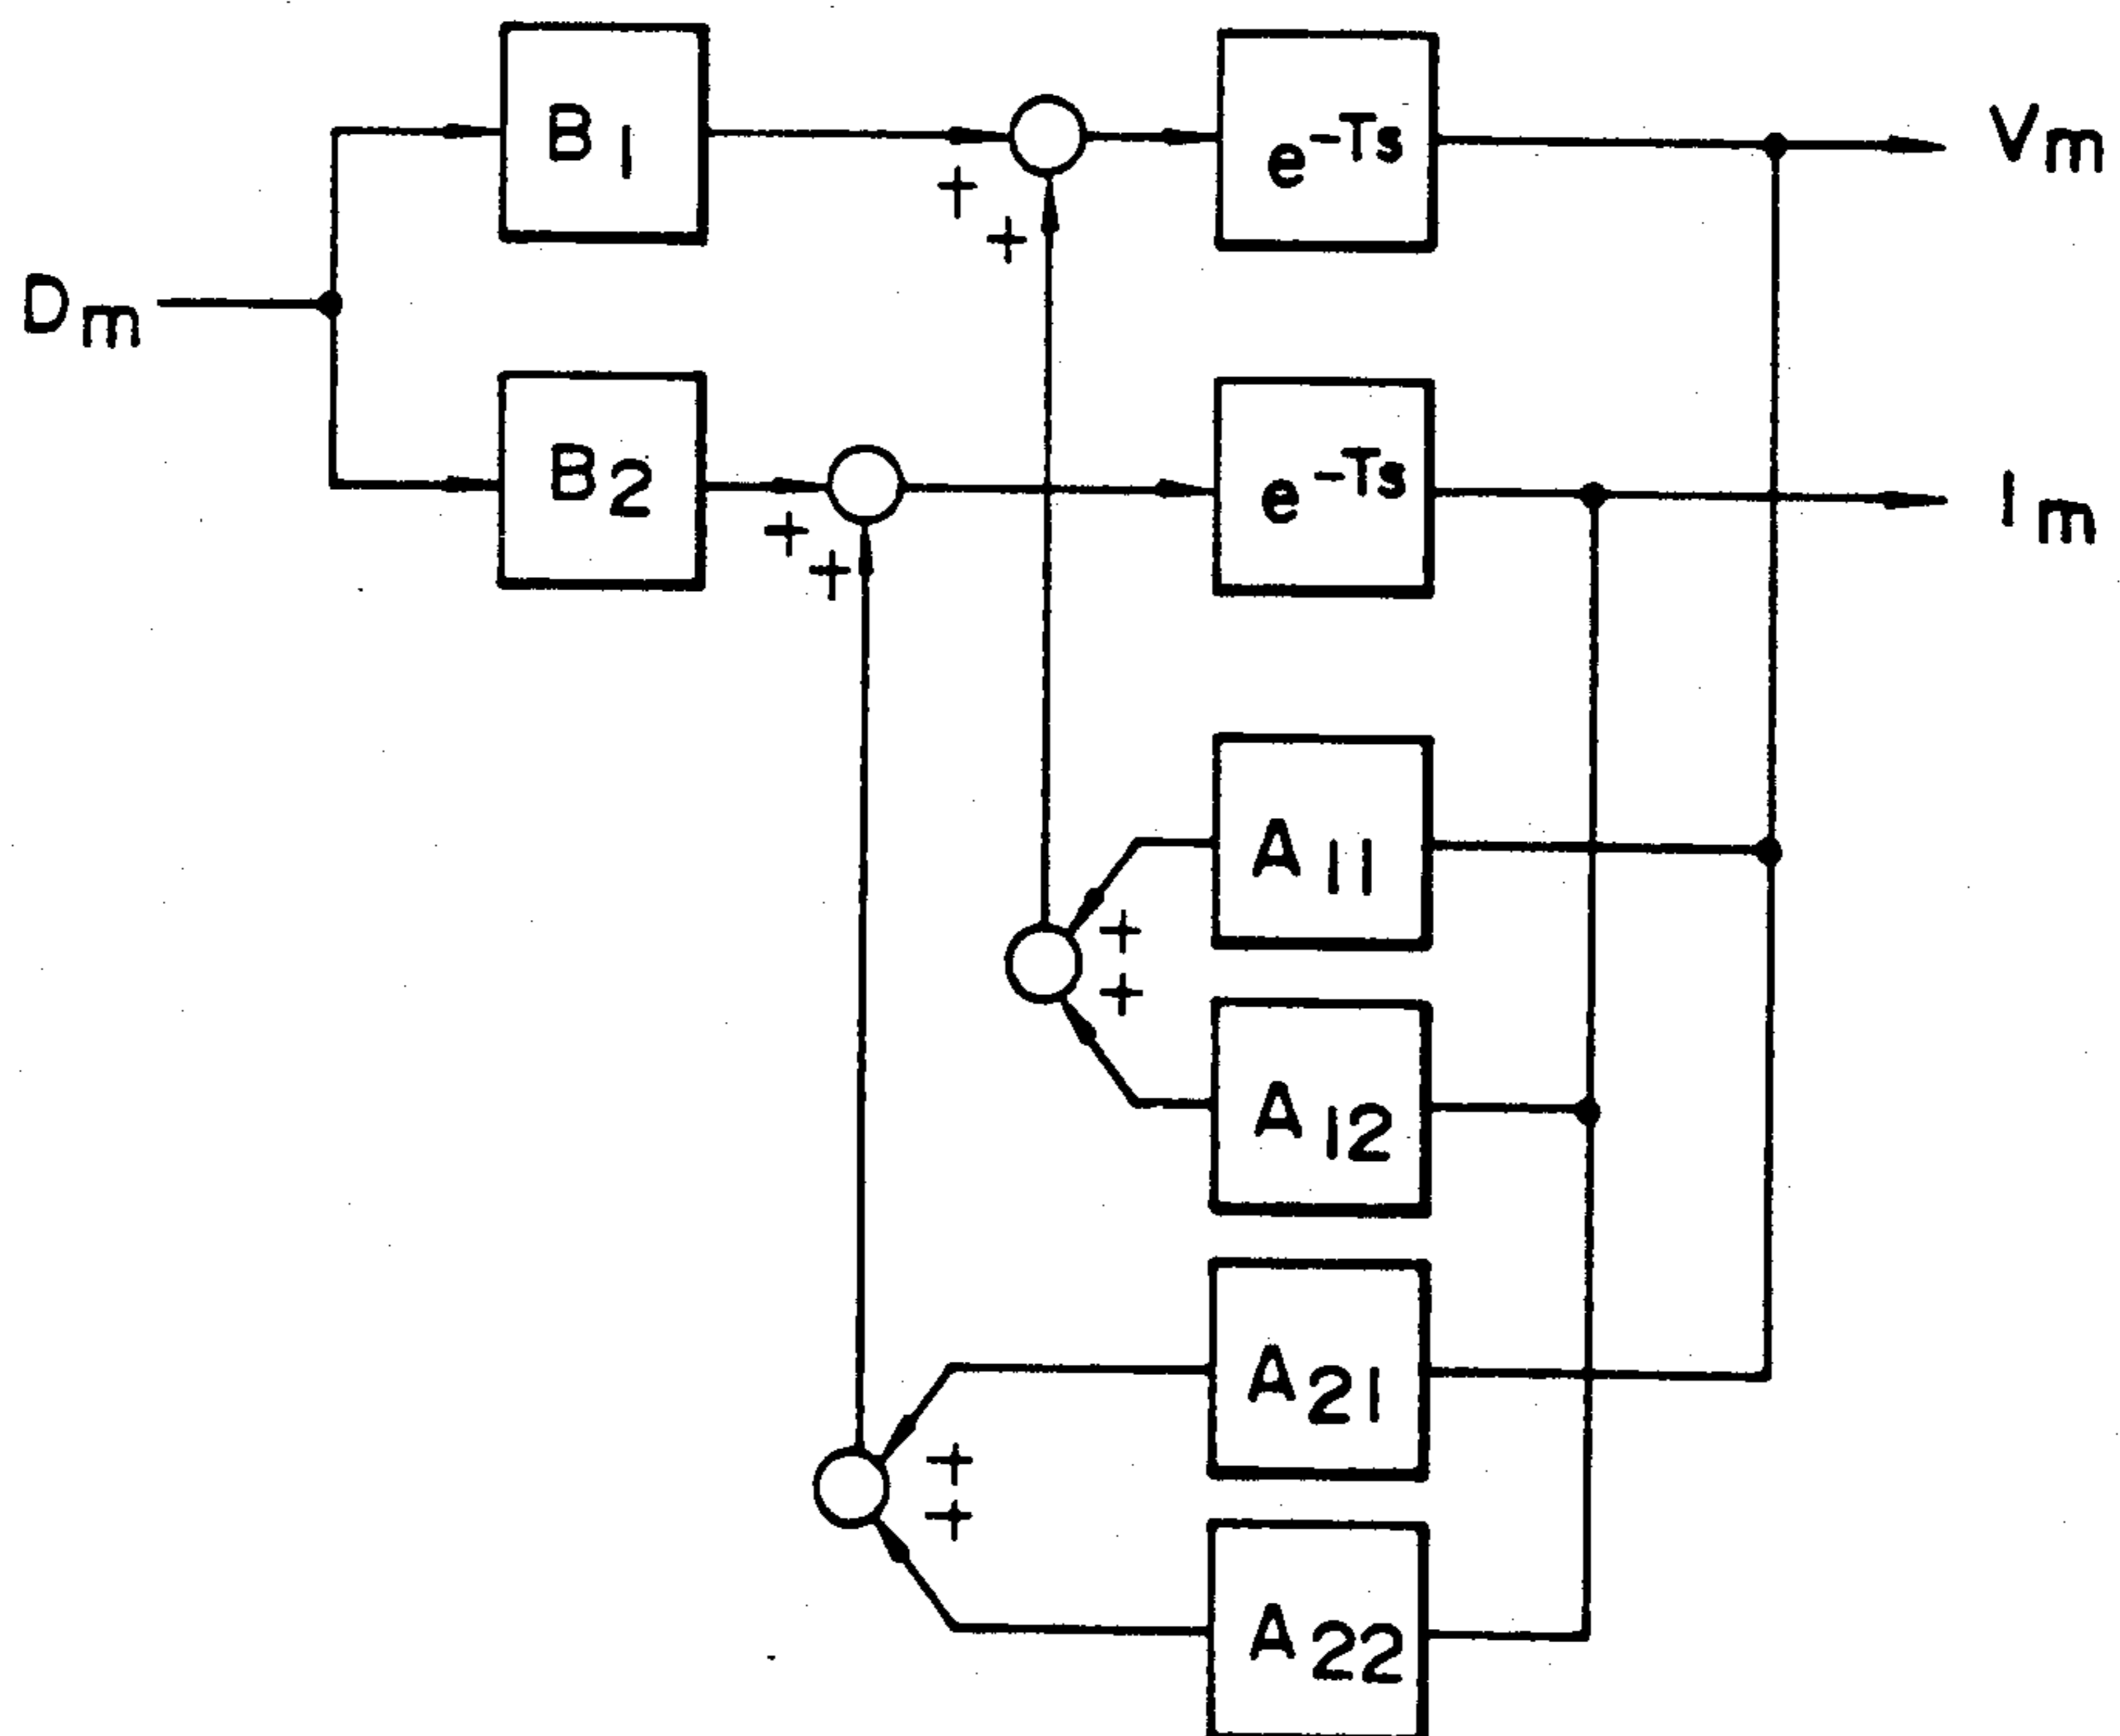 B1
e-Ts
Vm
Dm
+
+
B2
e-Ts
Im
+
+
A11
+
+
A12
A21
+
+
A22